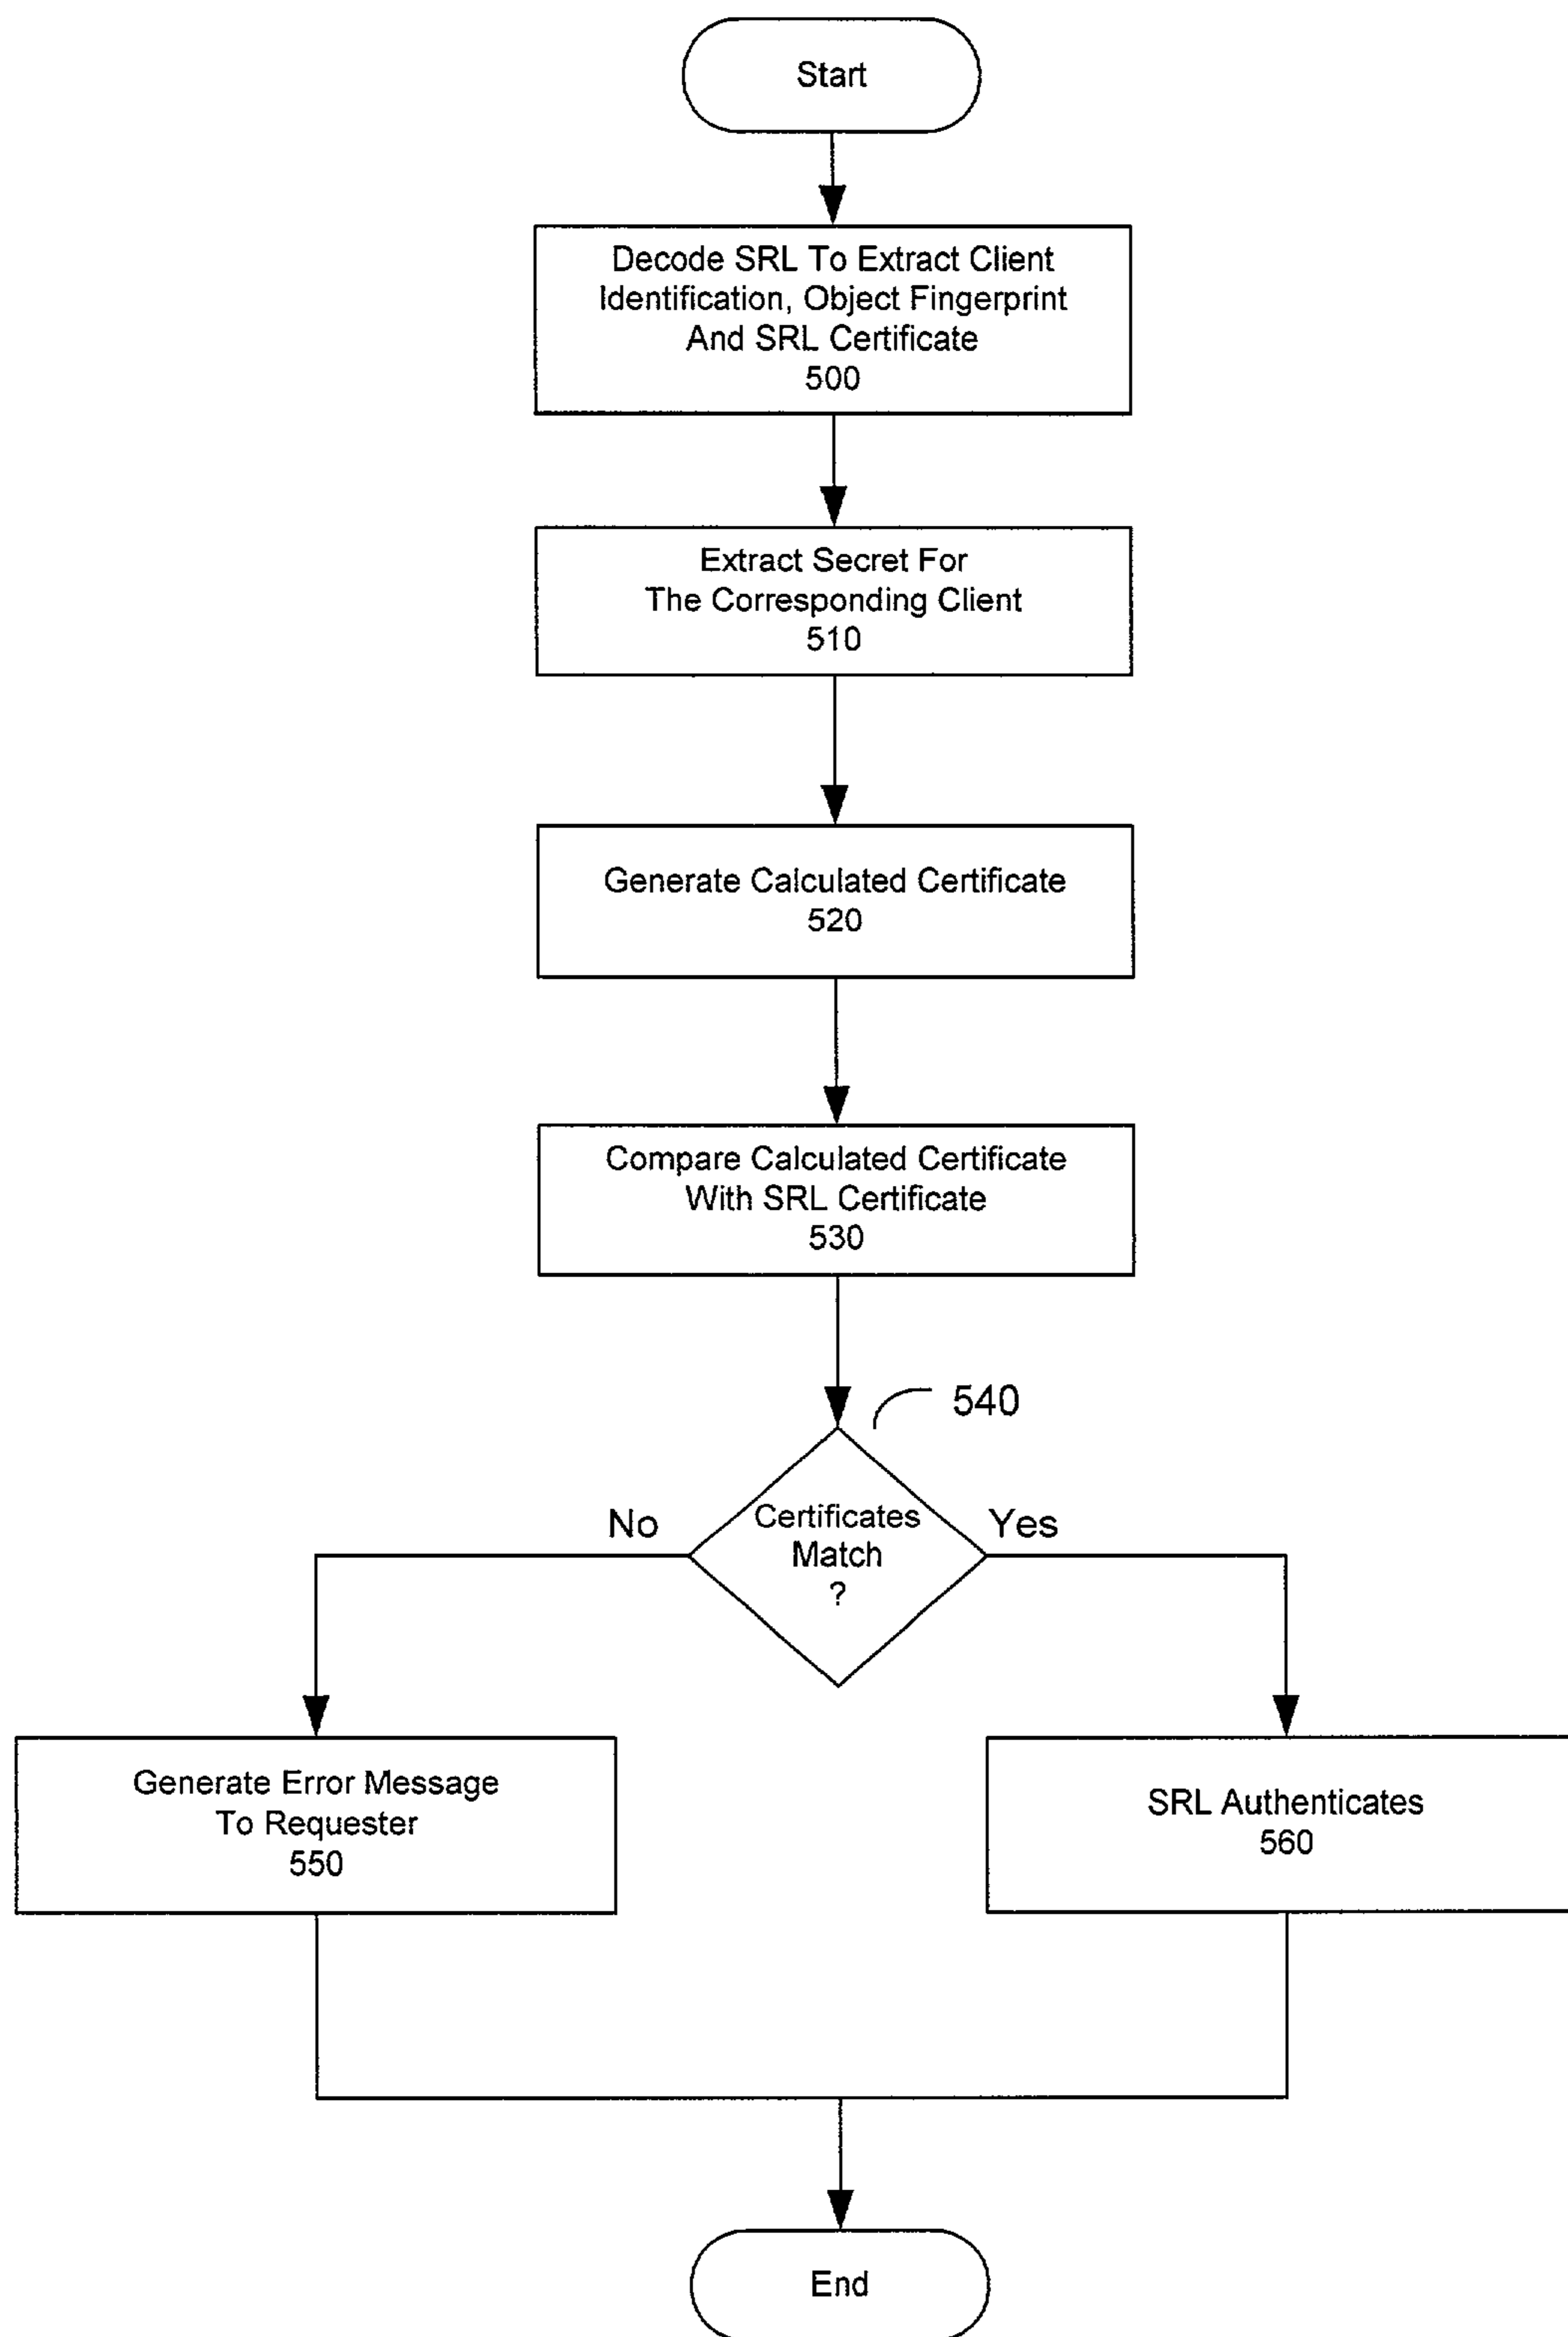 Start
Decode SRL To Extract Client
Identification, Object Fingerprint
And SRL Certificate
500
Extract Secret For
The Corresponding Client
510
Generate Calculated Certificate
520
Compare Calculated Certificate
With SRL Certificate
530
540
Certificates
Match
?
No
Yes
Generate Error Message
To Requester
550
SRL Authenticates
560
End